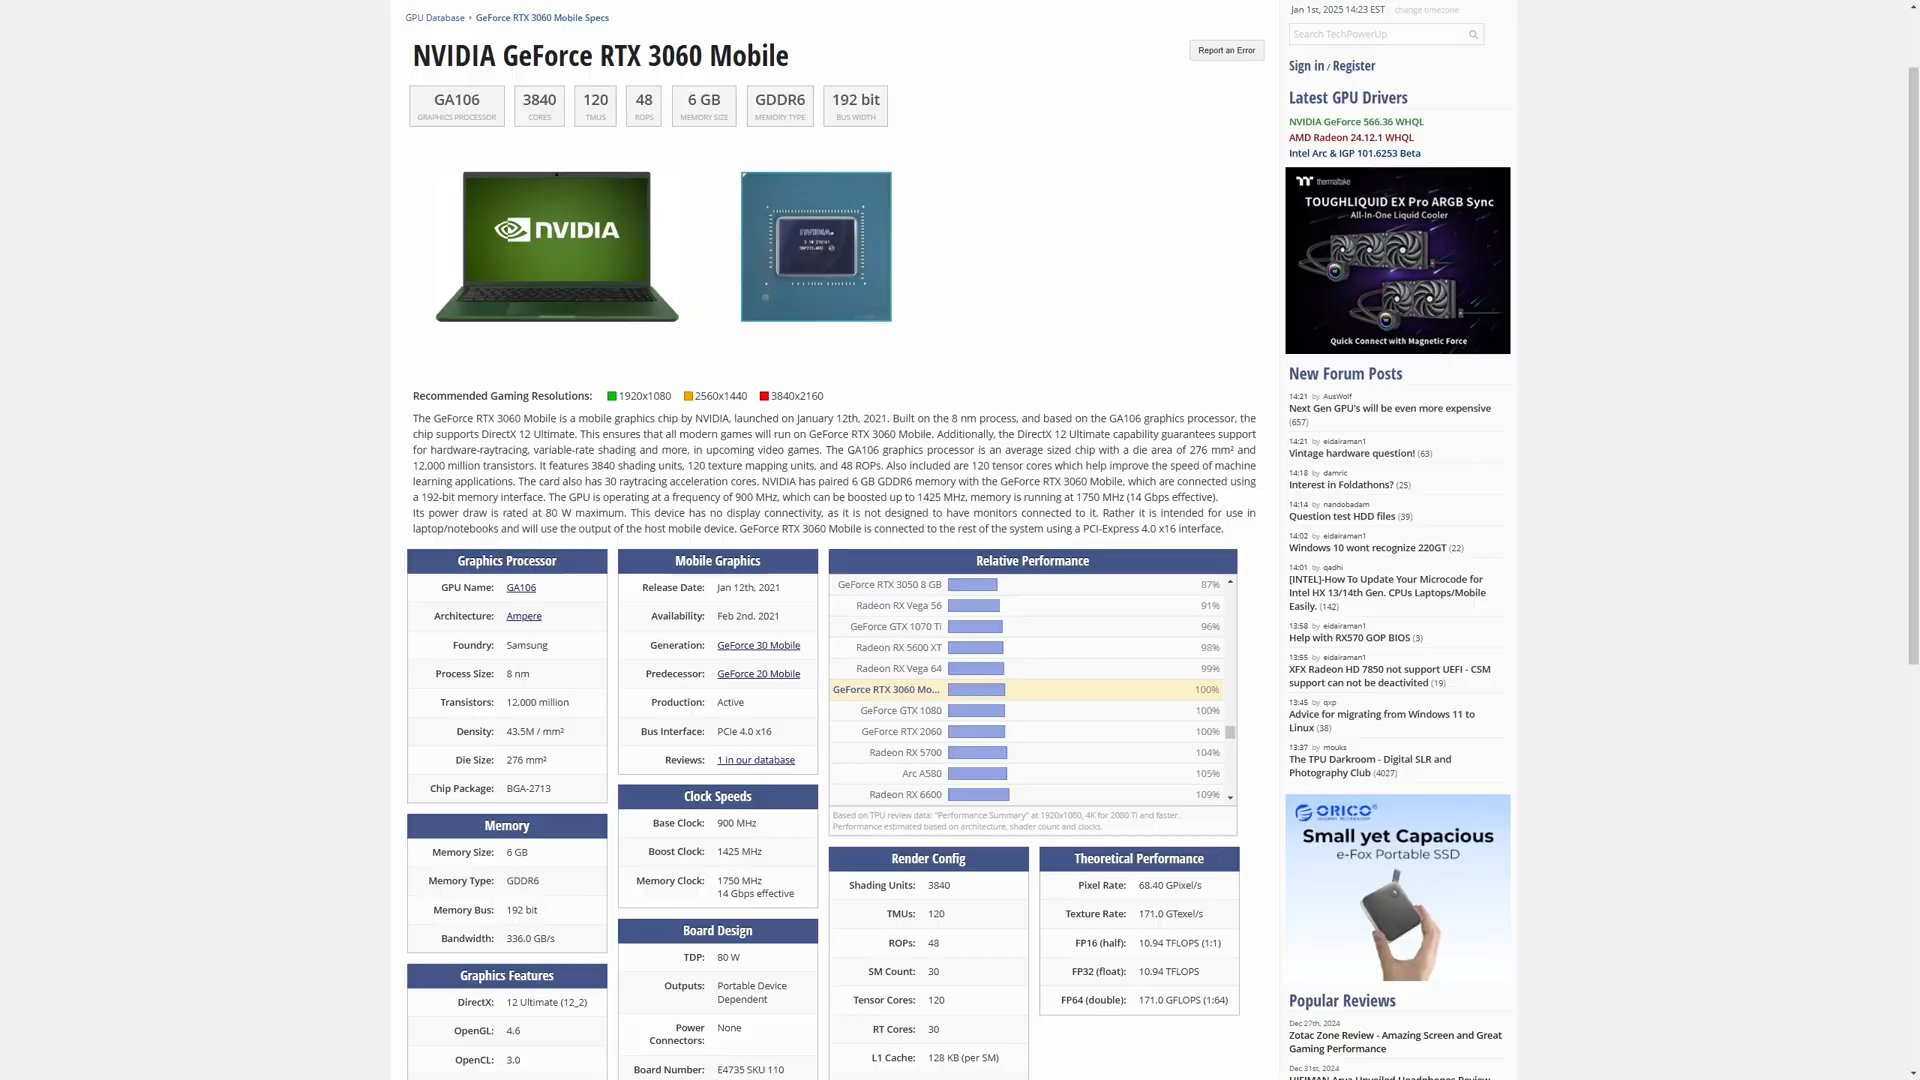 GPU Database › GeForce RTX 3060 Mobile Specs
NVIDIA GeForce RTX 3060 Mobile
Report an Error
GA106
GRAPHICS PROCESSOR
3840
CORES
120
TMUS
48
ROPS
6 GB
MEMORY SIZE
GDDR6
MEMORY TYPE
192 bit
BUS WIDTH
NVIDIA
NVIDIA.
Recommended Gaming Resolutions: 1920x1080 2560x1440 3840x2160
The GeForce RTX 3060 Mobile is a mobile graphics chip by NVIDIA, launched on January 12th, 2021. Built on the 8 nm process, and based on the GA106 graphics processor, the
chip supports DirectX 12 Ultimate. This ensures that all modern games will run on GeForce RTX 3060 Mobile. Additionally, the DirectX 12 Ultimate capability guarantees support
for hardware-raytracing, variable-rate shading and more, in upcoming video games. The GA106 graphics processor is an average sized chip with a die area of 276 mm² and
12,000 million transistors. It features 3840 shading units, 120 texture mapping units, and 48 ROPs. Also included are 120 tensor cores which help improve the speed of machine
learning applications. The card also has 30 raytracing acceleration cores. NVIDIA has paired 6 GB GDDR6 memory with the GeForce RTX 3060 Mobile, which are connected using
a 192-bit memory interface. The GPU is operating at a frequency of 900 MHz, which can be boosted up to 1425 MHz, memory is running at 1750 MHz (14 Gbps effective).
Its power draw is rated at 80 W maximum. This device has no display connectivity, as it is not designed to have monitors connected to it. Rather it is intended for use in
laptop/notebooks and will use the output of the host mobile device. GeForce RTX 3060 Mobile is connected to the rest of the system using a PCI-Express 4.0 x16 interface.
Graphics Processor
GPU Name: GA106
Architecture: Ampere
Foundry: Samsung
Process Size: 8 nm
Transistors: 12,000 million
Density: 43.5M / mm²
Die Size: 276 mm²
Chip Package: BGA-2713
Memory
Memory Size: 6 GB
Memory Type: GDDR6
Memory Bus: 192 bit
Bandwidth: 336.0 GB/s
Graphics Features
DirectX: 12 Ultimate (12_2)
OpenGL: 4.6
OpenCL: 3.0
Mobile Graphics
Release Date: Jan 12th, 2021
Availability: Feb 2nd, 2021
Generation: GeForce 30 Mobile
Predecessor: GeForce 20 Mobile
Production: Active
Bus Interface: PCIe 4.0 x16
Reviews: 1 in our database
Clock Speeds
Base Clock: 900 MHz
Boost Clock: 1425 MHz
Memory Clock: 1750 MHz
14 Gbps effective
Board Design
TDP: 80 W
Outputs: Portable Device
Dependent
Power None
Connectors:
Board Number: E4735 SKU 110
Relative Performance
GeForce RTX 3050 8 GB 87%
Radeon RX Vega 56 91%
GeForce GTX 1070 Ti 96%
Radeon RX 5600 XT 98%
Radeon RX Vega 64 99%
GeForce RTX 3060 Mo... 100%
GeForce GTX 1080 100%
GeForce RTX 2060 100%
Radeon RX 5700 104%
Arc A580 105%
Radeon RX 6600 109%
Based on TPU review data: "Performance Summary" at 1920x1080, 4K for 2080 Ti and faster.
Performance estimated based on architecture, shader count and clocks.
Render Config
Shading Units: 3840
TMUs: 120
ROPs: 48
SM Count: 30
Tensor Cores: 120
RT Cores: 30
L1 Cache: 128 KB (per SM)
Theoretical Performance
Pixel Rate: 68.40 GPixel/s
Texture Rate: 171.0 GTexel/s
FP16 (half): 10.94 TFLOPS (1:1)
FP32 (float): 10.94 TFLOPS
FP64 (double): 171.0 GFLOPS (1:64)
Jan 1st, 2025 14:23 EST change timezone
Search TechPowerUp
Sign in / Register
Latest GPU Drivers
NVIDIA GeForce 566.36 WHQL
AMD Radeon 24.12.1 WHQL
Intel Arc & IGP 101.6253 Beta
thermaltake
TOUGHLIQUID EX Pro ARGB Sync
All-In-One Liquid Cooler
Quick Connect with Magnetic Force
New Forum Posts
14:21 by AusWolf
Next Gen GPU's will be even more expensive
(657)
14:21 by eidairaman1
Vintage hardware question! (63)
14:18 by damric
Interest in Foldathons? (25)
14:14 by nandobadam
Question test HDD files (39)
14:02 by eidairaman1
Windows 10 wont recognize 220GT (22)
14:01 by qadhi
[INTEL]-How To Update Your Microcode for
Intel HX 13/14th Gen. CPUs Laptops/Mobile
Easily. (142)
13:58 by eidairaman1
Help with RX570 GOP BIOS (3)
13:55 by eidairaman1
XFX Radeon HD 7850 not support UEFI - CSM
support can not be deactivited (19)
13:45 by qxp
Advice for migrating from Windows 11 to
Linux (38)
13:37 by mouks
The TPU Darkroom - Digital SLR and
Photography Club (4027)
ORICO
Small yet Capacious
e-Fox Portable SSD
Popular Reviews
Dec 27th, 2024
Zotac Zone Review - Amazing Screen and Great
Gaming Performance
Dec 31st, 2024